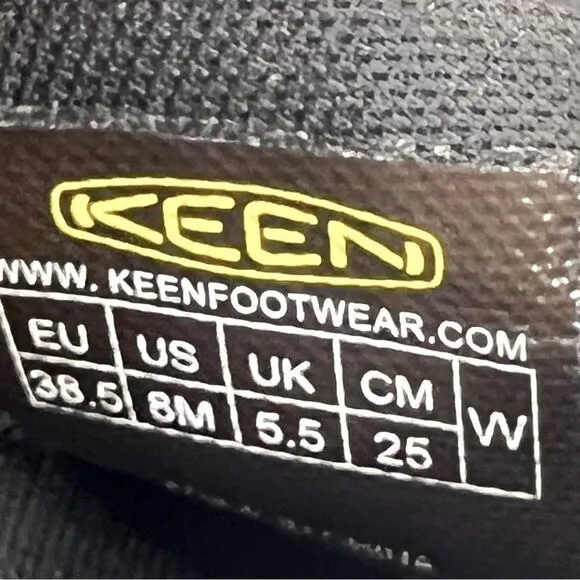 KEEN
WWW. KEENFOOTWEAR.COM
EU US UK CM W
38.5 8M 5.5 25